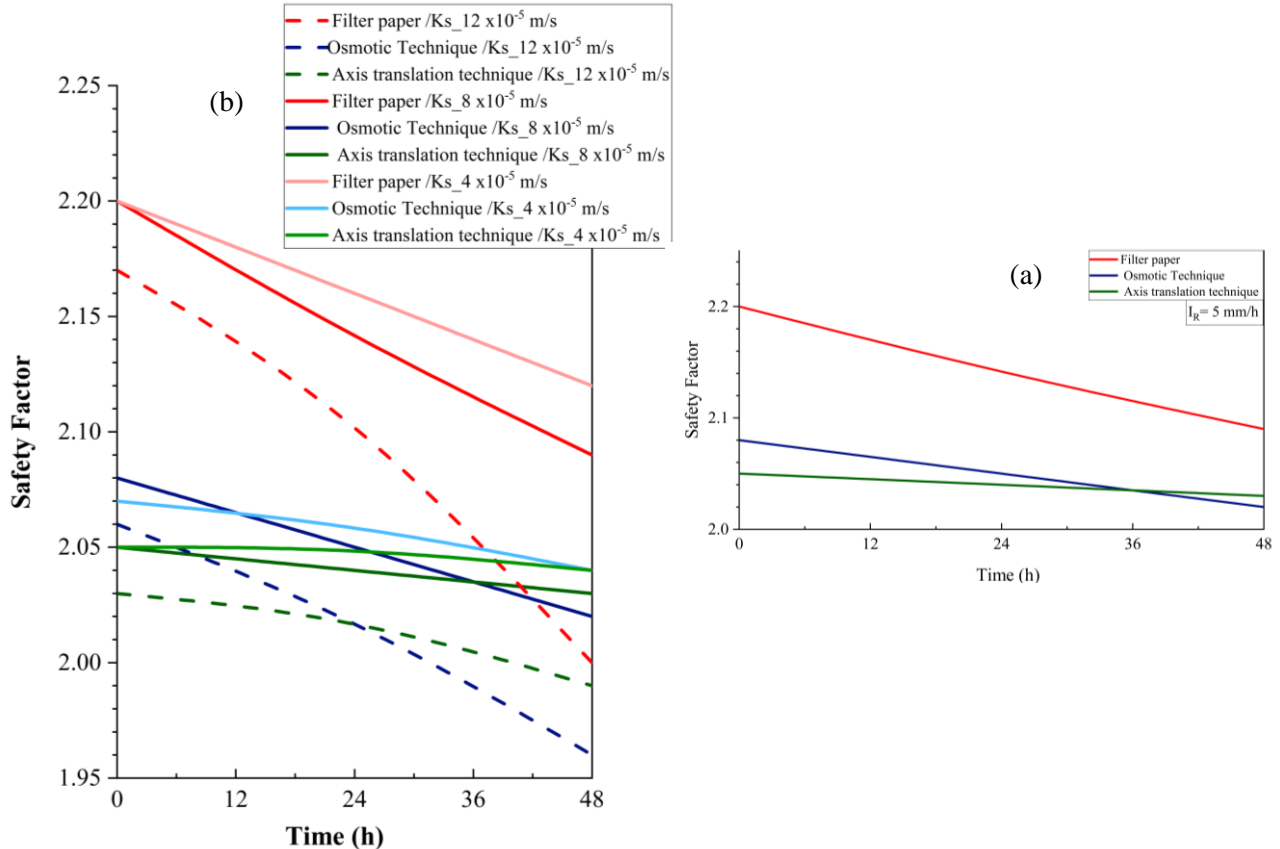 Filter paper /Ks_12 x10⁻⁵ m/s
Osmotic Technique /Ks_12 x10⁻⁵ m/s
Axis translation technique /Ks_12 x10⁻⁵ m/s
Filter paper /Ks_8 x10⁻⁵ m/s
Osmotic Technique /Ks_8 x10⁻⁵ m/s
Axis translation technique /Ks_8 x10⁻⁵ m/s
Filter paper /Ks_4 x10⁻⁵ m/s
Osmotic Technique /Ks_4 x10⁻⁵ m/s
Axis translation technique /Ks_4 x10⁻⁵ m/s
(b)
2.25
2.20
2.15
2.10
2.05
2.00
1.95
Safety Factor
0 12 24 36 48
Time (h)
(a)
Filter paper
Osmotic Technique
Axis translation technique
I_R= 5 mm/h
2.2
2.1
2.0
Safety Factor
0 12 24 36 48
Time (h)